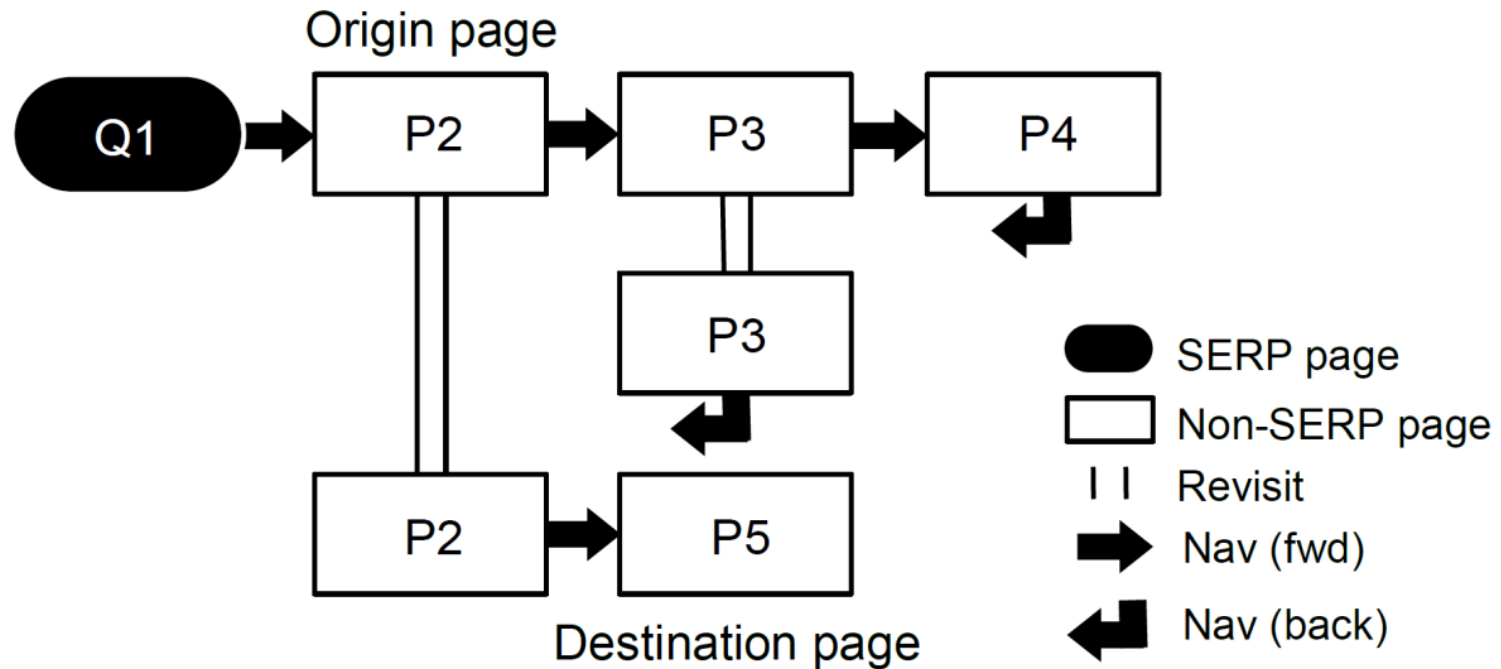 Origin page
Q1 P2 P3 P4
P3
SERP page
Non-SERP page
Revisit
P2 P5
Nav (fwd)
Nav (back)
Destination page